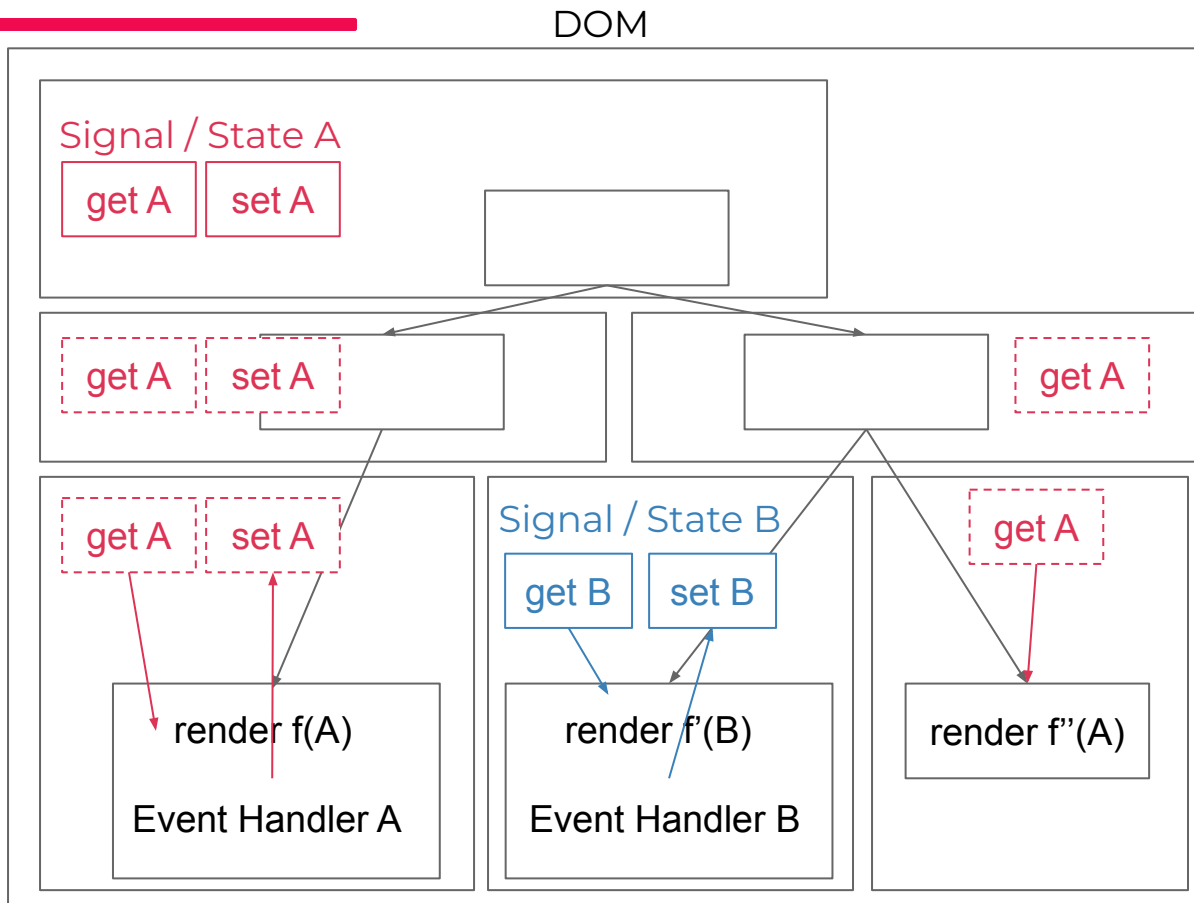 DOM
Signal / State A
get A
set A
get A
set A
get A
get A
set A
Signal / State B
get B
set B
get A
render f(A)
Event Handler A
render f’(B)
Event Handler B
render f’’(A)